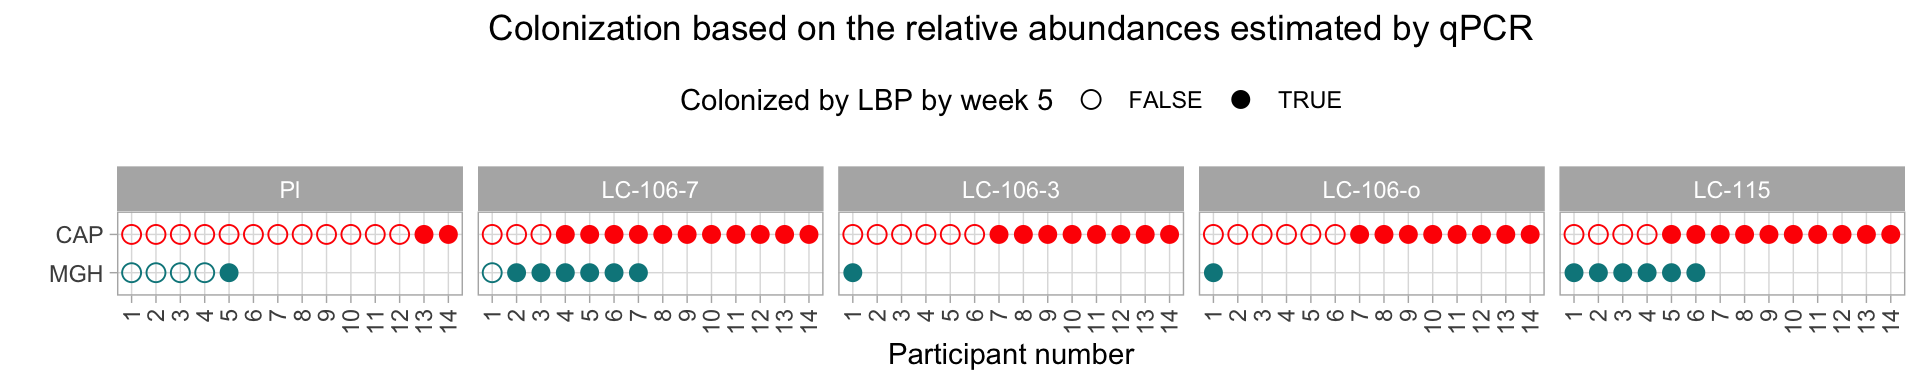 Colonization based on the relative abundances estimated by qPCR
Colonized by LBP by week 5 FALSE TRUE
Pl LC-106-7 LC-106-3 LC-106-o LC-115
CAP
MGH
1 2 3 4 5 6 7 8 9 10 11 12 13 14 1 2 3 4 5 6 7 8 9 10 11 12 13 14 1 2 3 4 5 6 7 8 9 10 11 12 13 14 1 2 3 4 5 6 7 8 9 10 11 12 13 14 1 2 3 4 5 6 7 8 9 10 11 12 13 14
Participant number